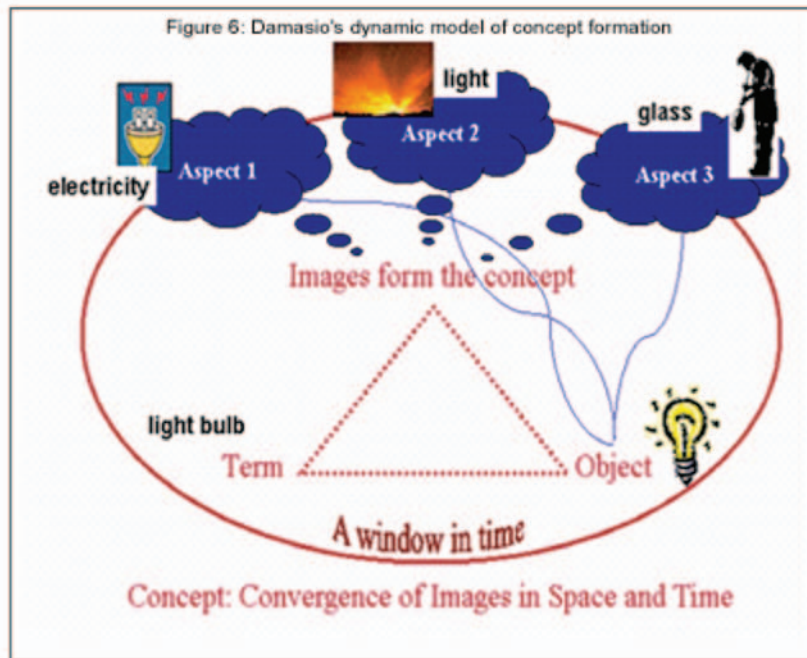 Figure 6: Damasio's dynamic model of concept formation
light
glass
Aspect 2
Aspect 1
Aspect 3
electricity
Images form the concept
light bulb
Term
Object
A window in time
Concept: Convergence of Images in Space and Time